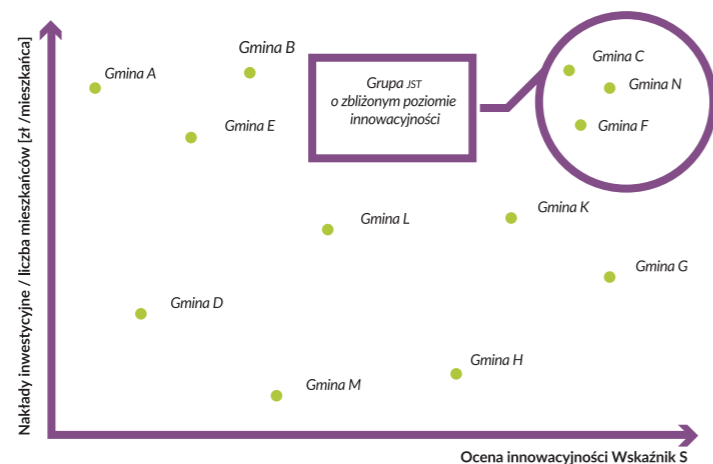 Nakłady inwestycyjne / liczba mieszkańców [zł /mieszkańca]
Gmina A
Gmina B
Gmina E
Grupa JST
o zbliżonym poziomie
innowacyjności
Gmina C
Gmina N
Gmina F
Gmina L
Gmina K
Gmina G
Gmina D
Gmina M
Gmina H
Ocena innowacyjności Wskaźnik S